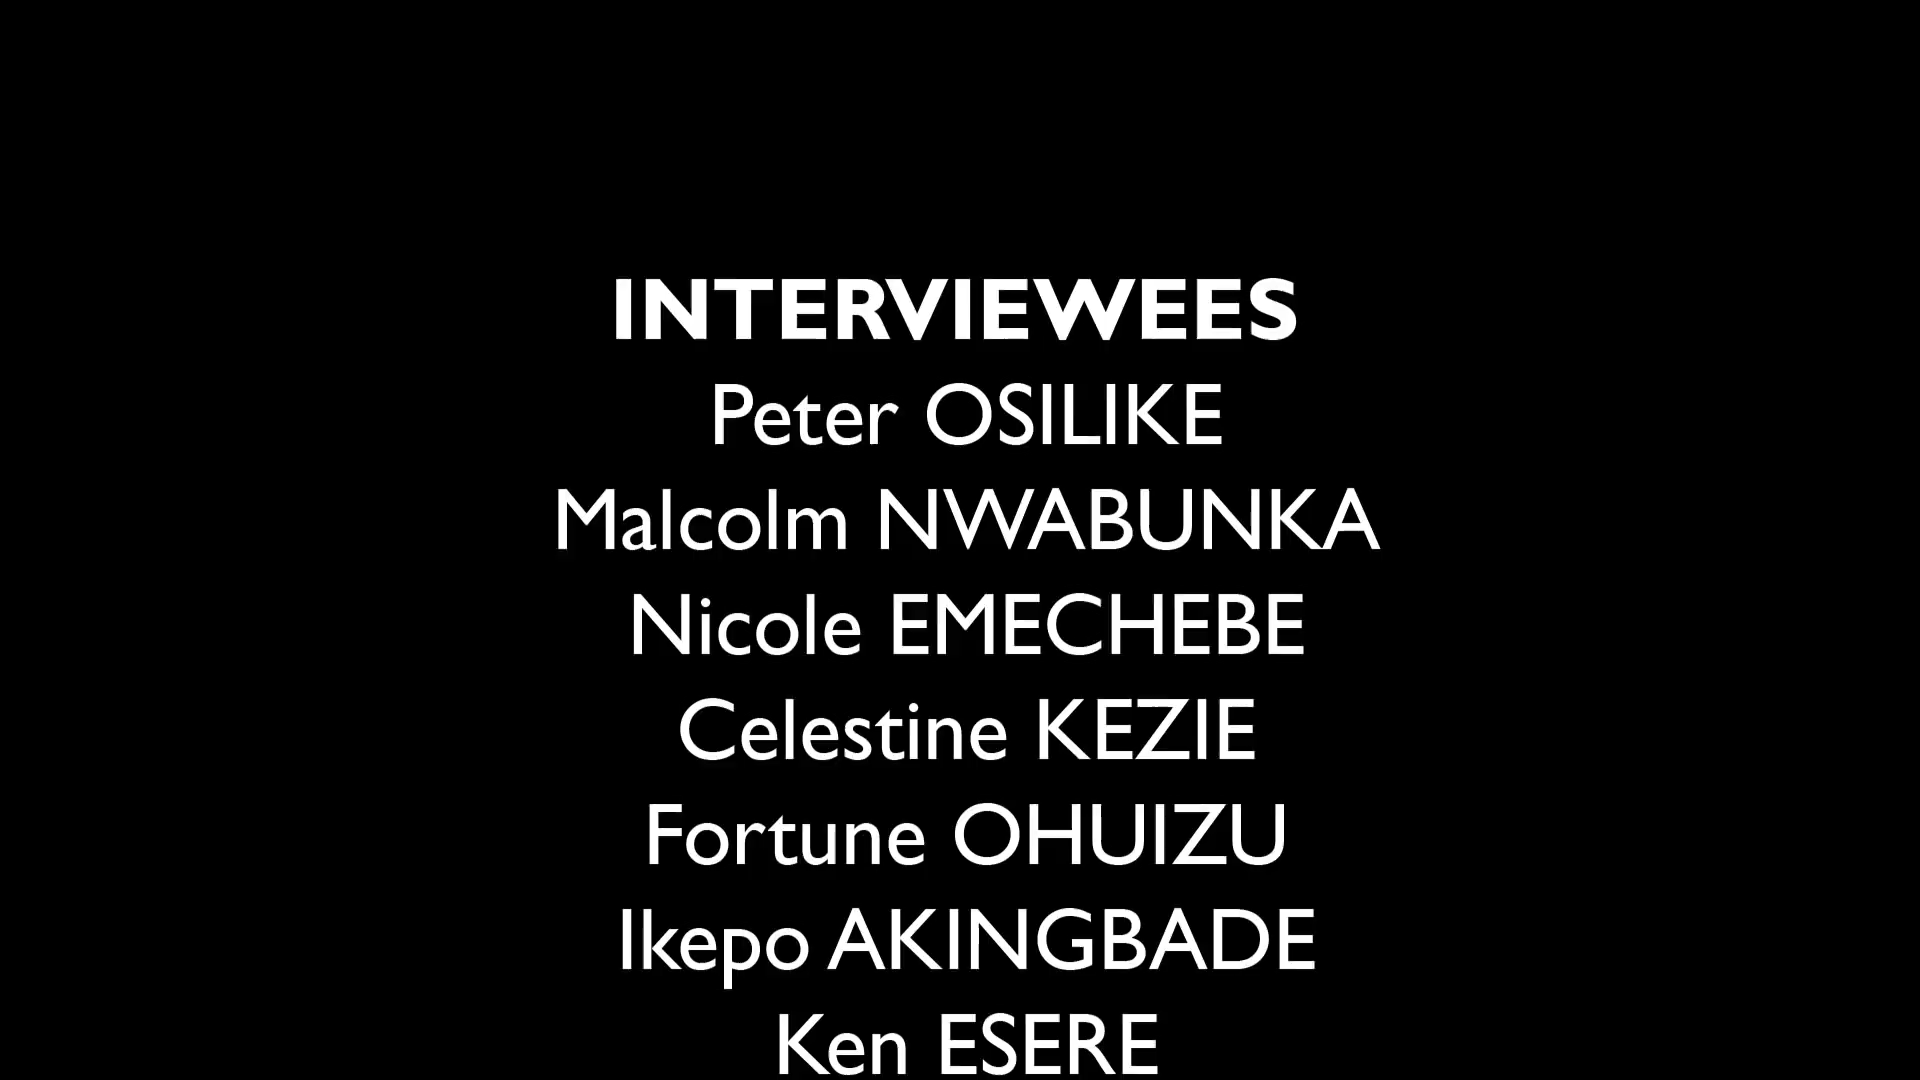 INTERVIEWEES
Peter OSILIKE
Malcolm NWABUNKA
Nicole EMECHEBE
Celestine KEZIE
Fortune OHUIZU
Ikepo AKINGBADE
Ken ESERE